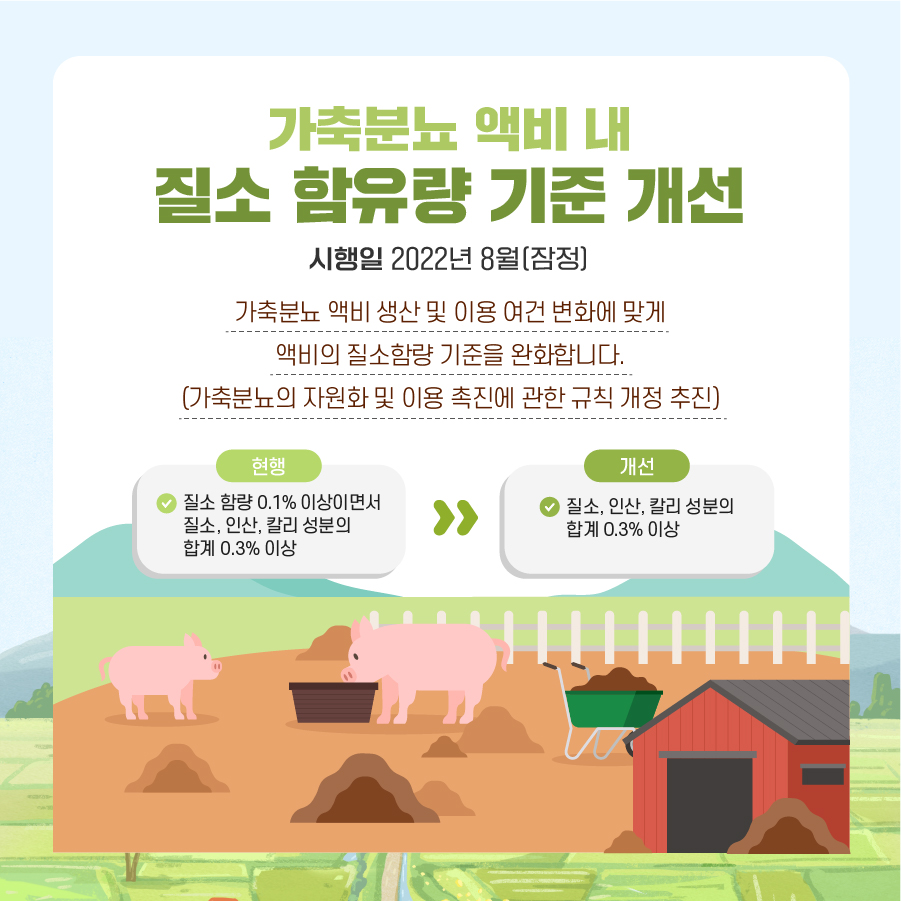 가축분뇨 액비 내
질소 함유량 기준 개선
시행일 2022년 8월(잠정)
가축분뇨 액비 생산 및 이용 여건 변화에 맞게
액비의 질소함량 기준을 완화합니다.
(가축분뇨의 자원화 및 이용 촉진에 관한 규칙 개정 추진)
현행
질소 함량 0.1% 이상이면서
질소, 인산, 칼리 성분의
합계 0.3% 이상
개선
질소, 인산, 칼리 성분의
합계 0.3% 이상